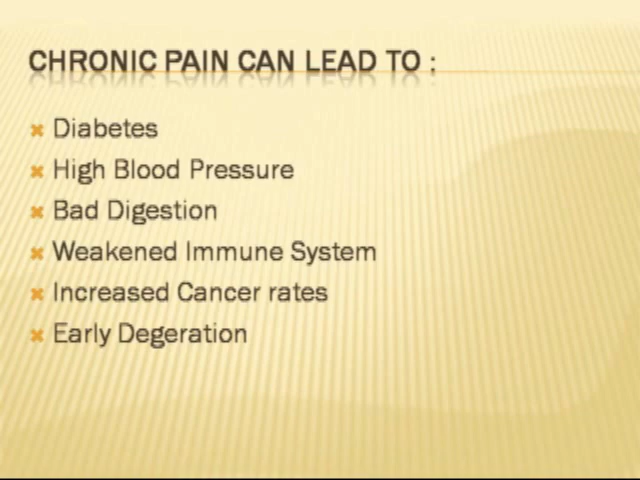 CHRONIC PAIN CAN LEAD TO :
Diabetes
High Blood Pressure
Bad Digestion
Weakened Immune System
Increased Cancer rates
Early Degeration